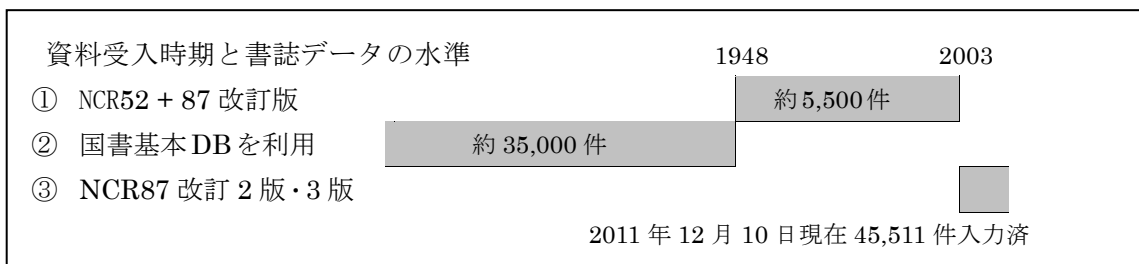 資料受入時期と書誌データの水準 1948 2003
① NCR52 + 87 改訂版 約 5,500 件
② 国書基本 DB を利用 約 35,000 件
③ NCR87 改訂 2 版・3 版
2011 年 12 月 10 日現在 45,511 件入力済